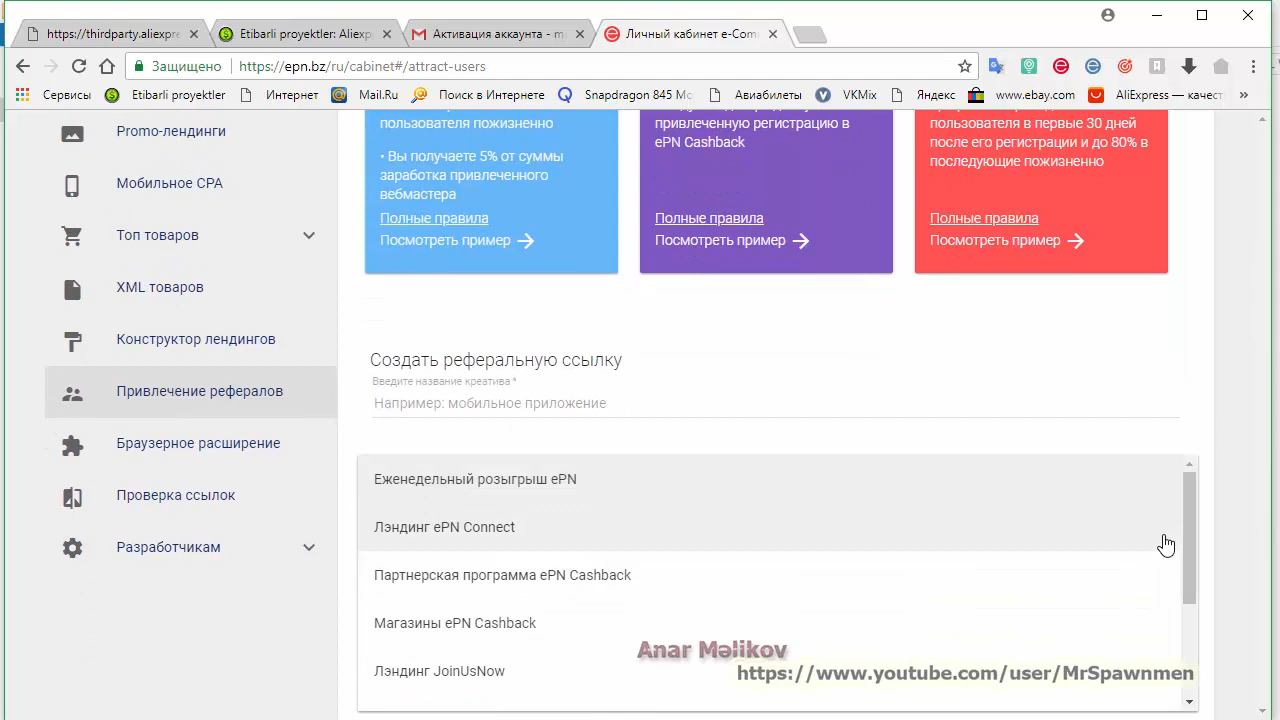 https://thirdparty.aliexpre
Etibarli proyektler: Aliexp
Активация аккаунта - m
Личный кабинет e-Com
Защищено
https://epn.bz/ru/cabinet#/attract-users
Сервисы
Etibarli proyektler
Интернет
Mail.Ru
Поиск в Интернете
Snapdragon 845 Mo
Авиабилеты
VKMix
Яндекс
www.ebay.com
AliExpress — качест
Promo-лендинги
Мобильное CPA
Топ товаров
XML товаров
Конструктор лендингов
Привлечение рефералов
Браузерное расширение
Проверка ссылок
Разработчикам
пользователя пожизненно
• Вы получаете 5% от суммы
заработка привлеченного
вебмастера
Полные правила
Посмотреть пример
привлеченную регистрацию в
ePN Cashback
Полные правила
Посмотреть пример
пользователя в первые 30 дней
после его регистрации и до 80% в
последующие пожизненно
Полные правила
Посмотреть пример
Создать реферальную ссылку
Введите название креатива *
Например: мобильное приложение
Еженедельный розыгрыш ePN
Лэндинг ePN Connect
Партнерская программа ePN Cashback
Магазины ePN Cashback
Лэндинг JoinUsNow
Anar Məlikov
https://www.youtube.com/user/MrSpawnmen